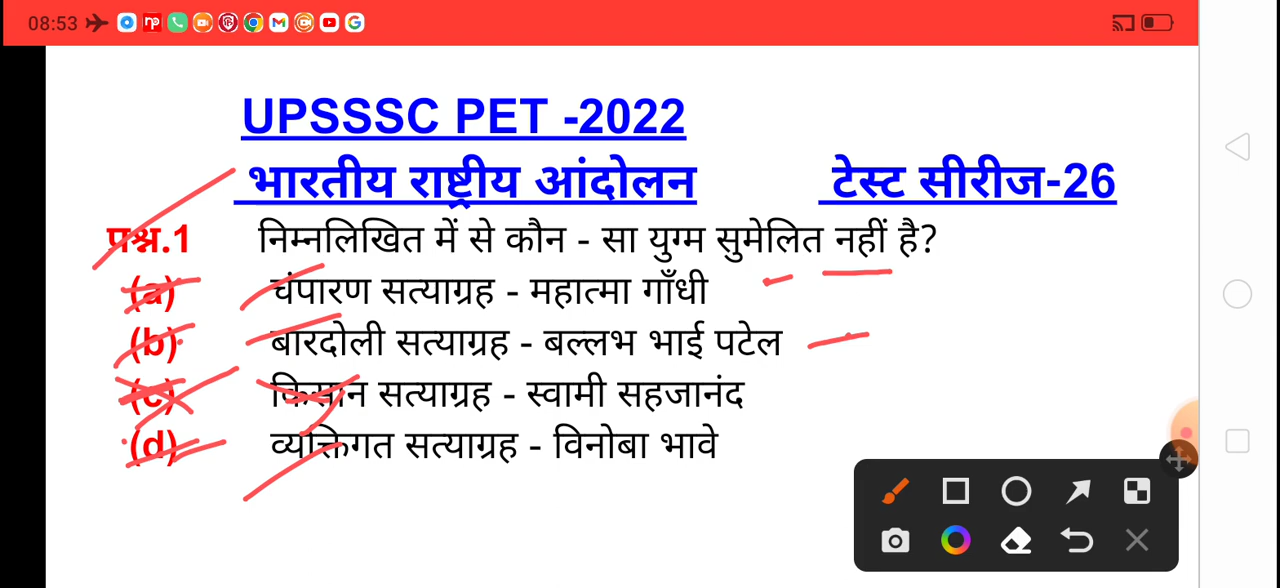 08:53
UPSSSC PET -2022
भारतीय राष्ट्रीय आंदोलन टेस्ट सीरीज-26
प्रश्न.1 निम्नलिखित में से कौन - सा युग्म सुमेलित नहीं है?
(a) चंपारण सत्याग्रह - महात्मा गाँधी
(b) बारदोली सत्याग्रह - बल्लभ भाई पटेल
(c) किसान सत्याग्रह - स्वामी सहजानंद
(d) व्यक्तिगत सत्याग्रह - विनोबा भावे